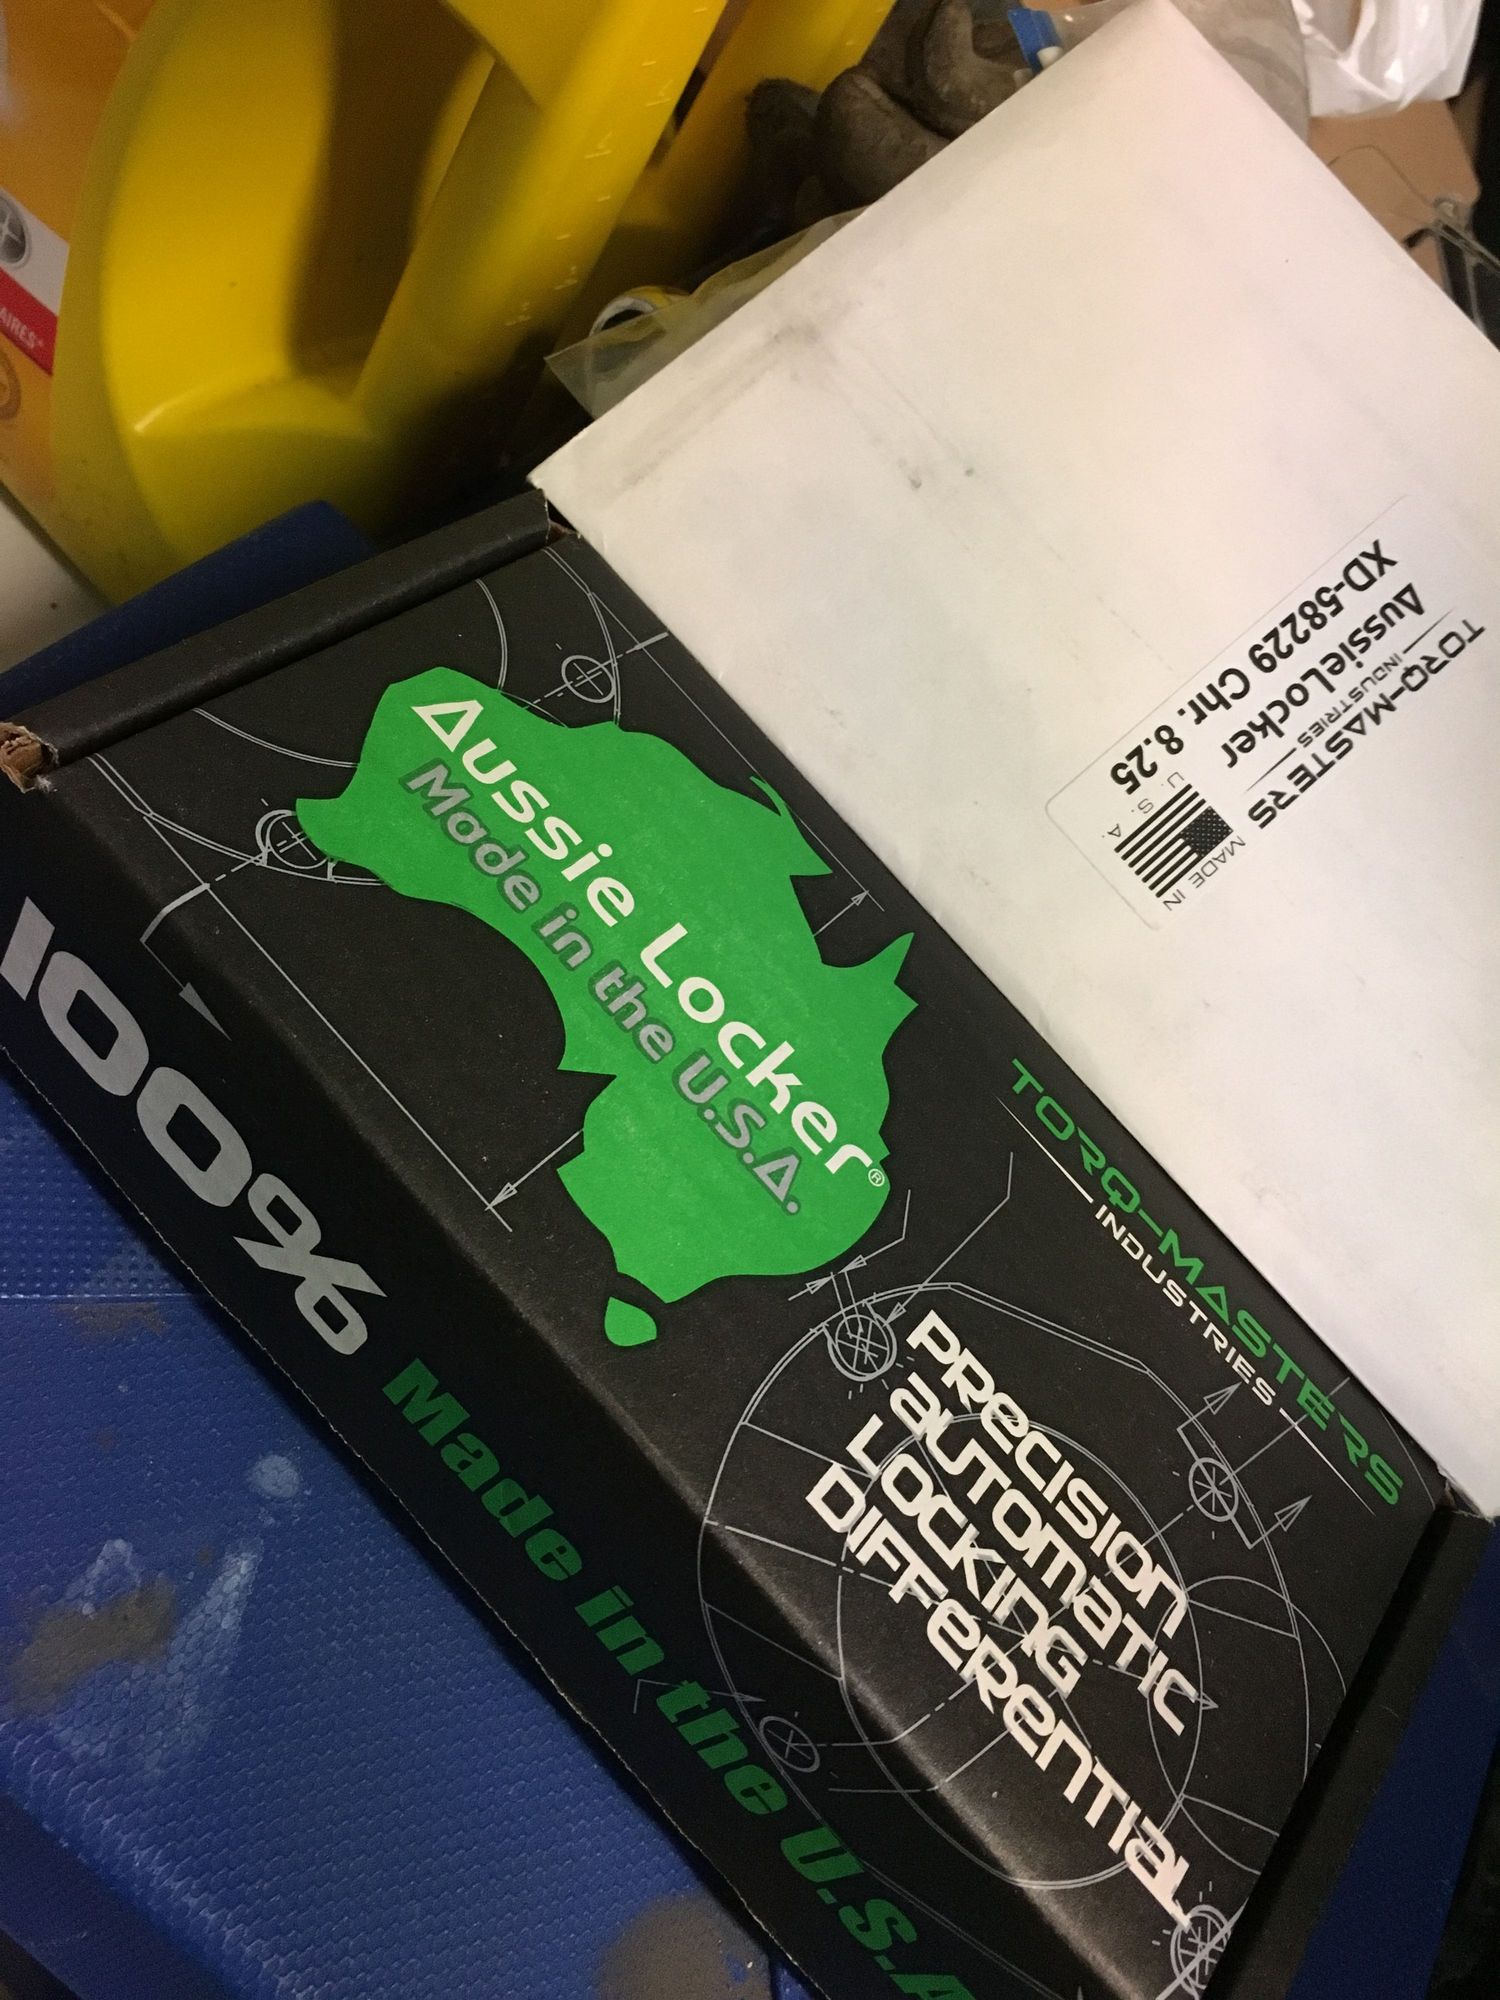 Aussie Locker®
Made in the U.S.A.
TORQ-MASTERS
INDUSTRIES
PRECISION
AUTOMATIC
LOCKING
DIFFERENTIAL
100% Made in the U.S.A
TORQ-MASTERS
INDUSTRIES
AussieLocker
XD-58229 Chr. 8.25
MADE IN
U.S.A.
AIRES*